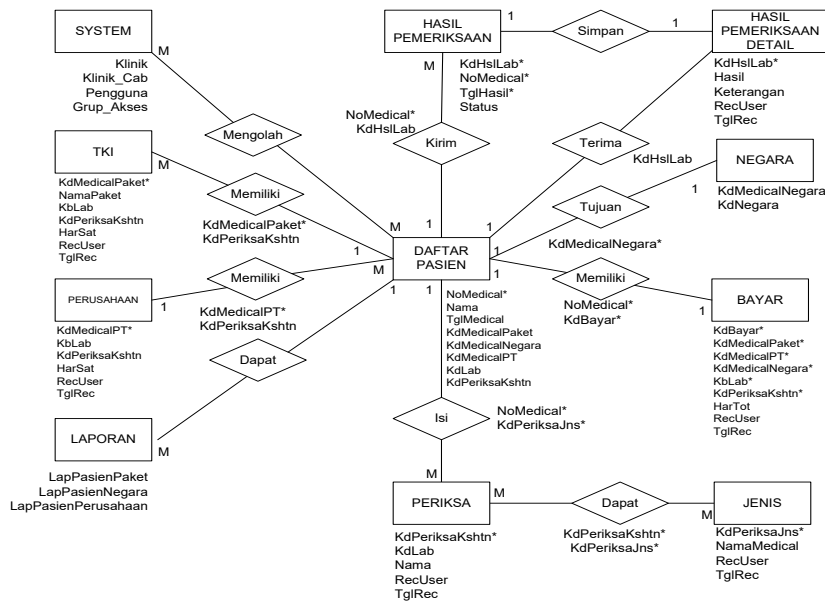 SYSTEM
M
Klinik
Klinik_Cab
Pengguna
Grup_Akses
Mengolah
HASIL
PEMERIKSAAN
M
1
KdHslLab*
NoMedical*
TglHasil*
Status
Simpan
1
HASIL
PEMERIKSAAN
DETAIL
KdHslLab*
Hasil
Keterangan
RecUser
TglRec
1
NoMedical*
KdHslLab
Kirim
1
Terima
KdHslLab
1
TKI
M
KdMedicalPaket*
NamaPaket
KbLab
KdPeriksaKshtn
HarSat
RecUser
TglRec
Memiliki
KdMedicalPaket*
KdPeriksaKshtn
1
NEGARA
1
KdMedicalNegara
KdNegara
Tujuan
KdMedicalNegara*
1
DAFTAR
PASIEN
M
M
1
1
1
NoMedical*
Nama
TglMedical
KdMedicalPaket
KdMedicalNegara
KdMedicalPT
KdLab
KdPeriksaKshtn
PERUSAHAAN
1
KdMedicalPT*
KbLab
KdPeriksaKshtn
HarSat
RecUser
TglRec
Memiliki
KdMedicalPT*
KdPeriksaKshtn
Memiliki
NoMedical*
KdBayar*
BAYAR
1
KdBayar*
KdMedicalPaket*
KdMedicalPT*
KdMedicalNegara*
KbLab*
KdPeriksaKshtn*
HarTot
RecUser
TglRec
Dapat
LAPORAN
M
LapPasienPaket
LapPasienNegara
LapPasienPerusahaan
Isi
NoMedical*
KdPeriksaJns*
M
PERIKSA
M
KdPeriksaKshtn*
KdLab
Nama
RecUser
TglRec
Dapat
KdPeriksaKshtn*
KdPeriksaJns*
M
JENIS
KdPeriksaJns*
NamaMedical
RecUser
TglRec